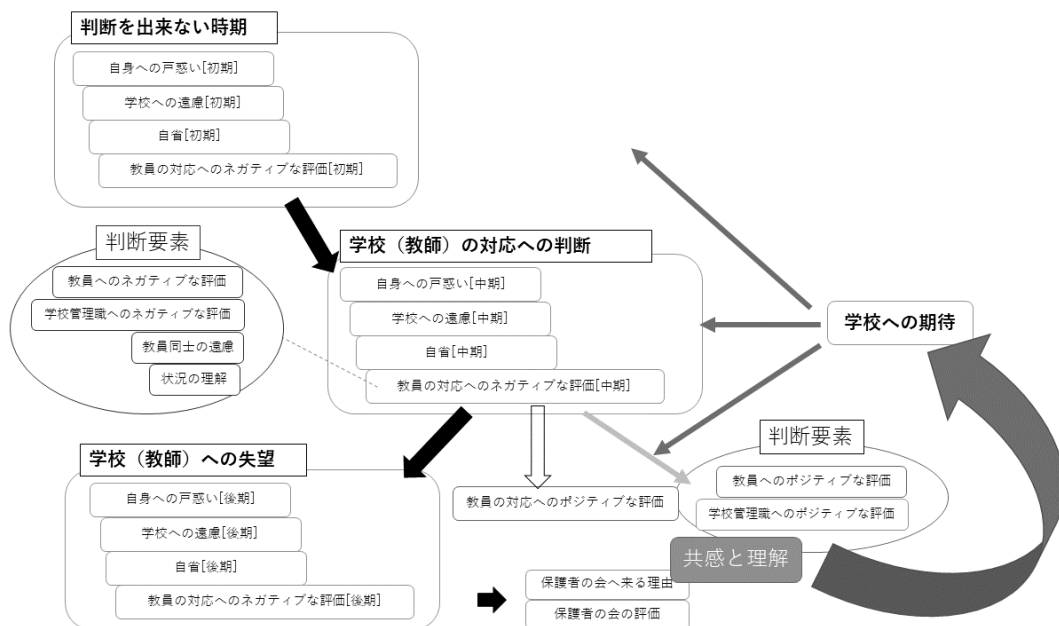 判断を出来ない時期
自身への戸惑い[初期]
学校への遠慮[初期]
自省[初期]
教員の対応へのネガティブな評価[初期]
判断要素
教員へのネガティブな評価
学校管理職へのネガティブな評価
教員同士の遠慮
状況の理解
学校（教師）の対応への判断
自身への戸惑い[中期]
学校への遠慮[中期]
自省[中期]
教員の対応へのネガティブな評価[中期]
学校への期待
学校（教師）への失望
自身への戸惑い[後期]
学校への遠慮[後期]
自省[後期]
教員の対応へのネガティブな評価[後期]
教員の対応へのポジティブな評価
判断要素
教員へのポジティブな評価
学校管理職へのポジティブな評価
共感と理解
保護者の会へ来る理由
保護者の会の評価